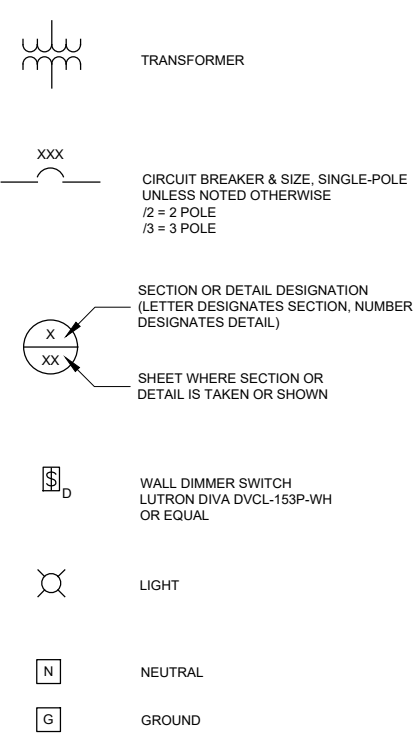 TRANSFORMER
XXX
CIRCUIT BREAKER & SIZE, SINGLE-POLE
UNLESS NOTED OTHERWISE
/2 = 2 POLE
/3 = 3 POLE
SECTION OR DETAIL DESIGNATION
(LETTER DESIGNATES SECTION, NUMBER
DESIGNATES DETAIL)
X
XX
SHEET WHERE SECTION OR
DETAIL IS TAKEN OR SHOWN
$ D
WALL DIMMER SWITCH
LUTRON DIVA DVCL-153P-WH
OR EQUAL
LIGHT
N NEUTRAL
G GROUND